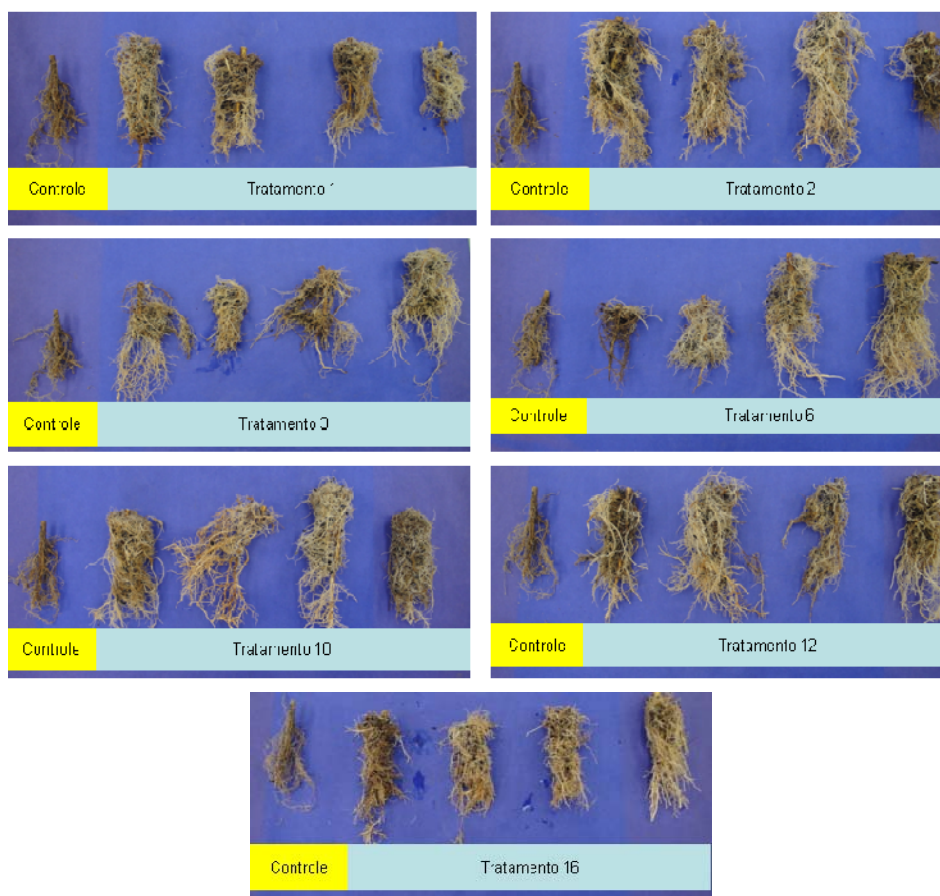 Controle Tratamento 1
Controle Tratamento 2
Controle Tratamento 3
Controle Tratamento 6
Controle Tratamento 10
Controle Tratamento 12
Controle Tratamento 16